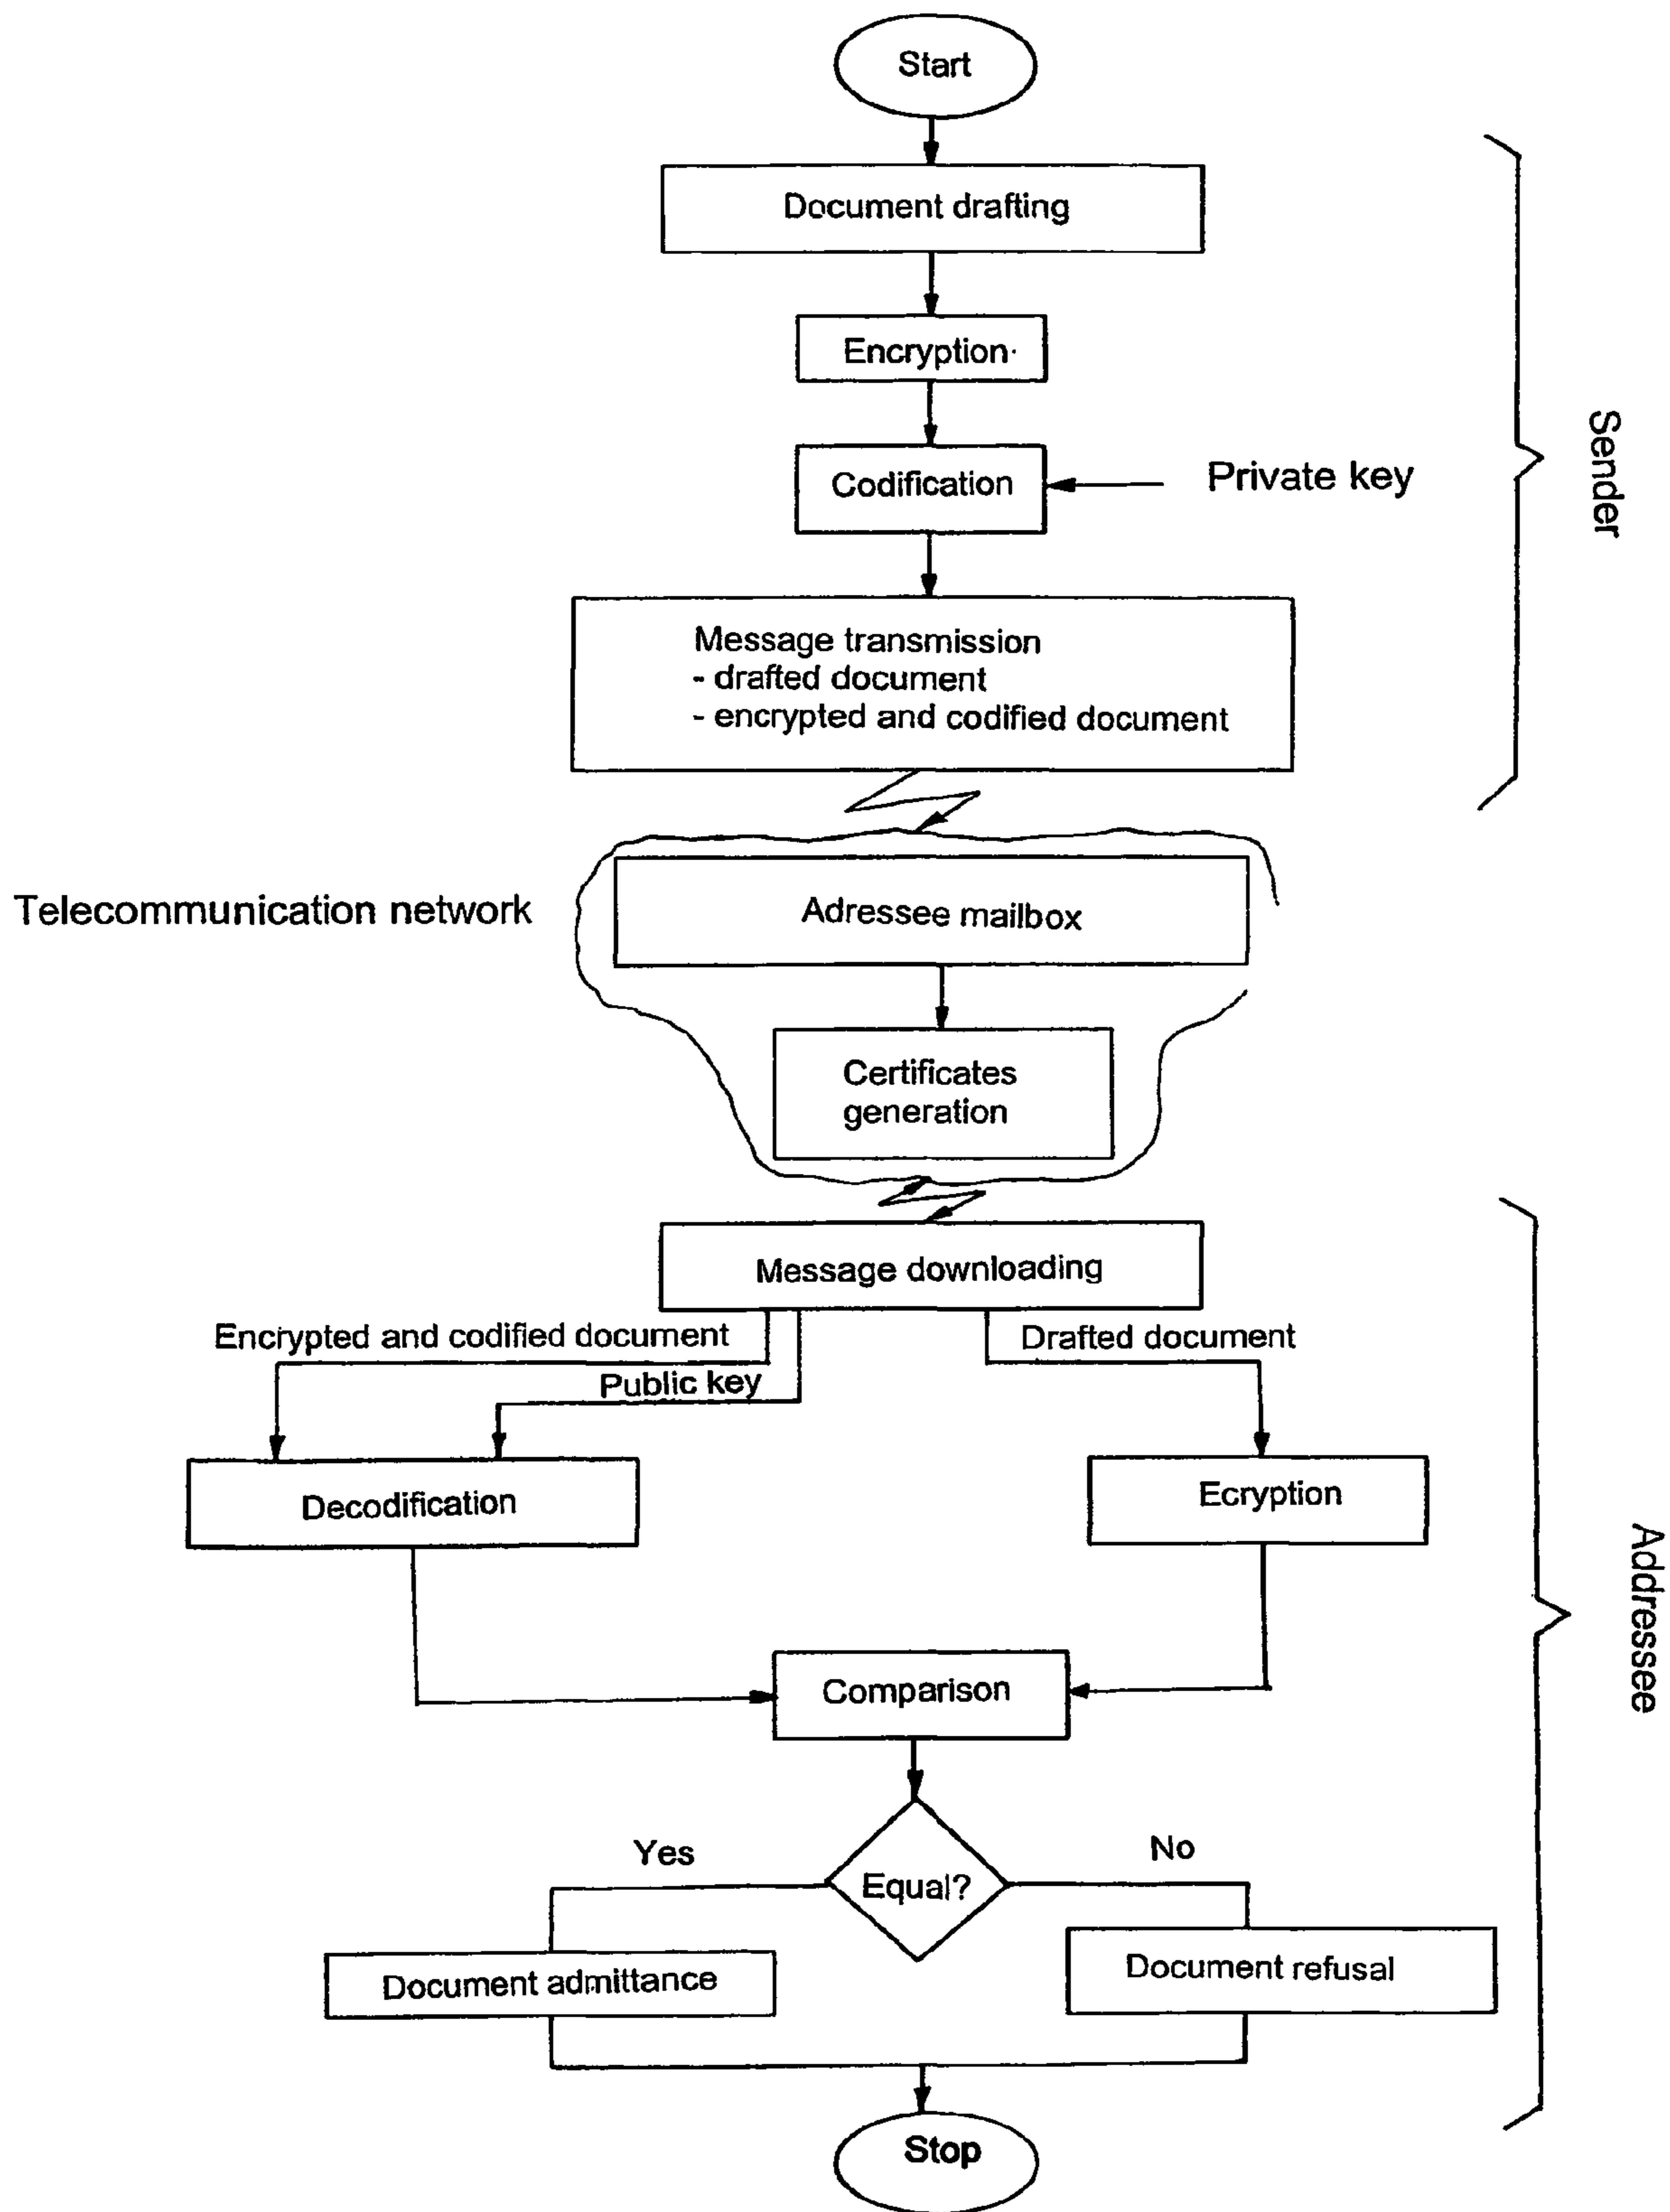 Start
Document drafting
Encryption
Codification
Private key
Sender
Message transmission
- drafted document
- encrypted and codified document
Telecommunication network
Adressee mailbox
Certificates
generation
Message downloading
Encrypted and codified document
Drafted document
Public key
Decodification
Ecryption
Addressee
Comparison
Yes
No
Equal?
Document admittance
Document refusal
Stop